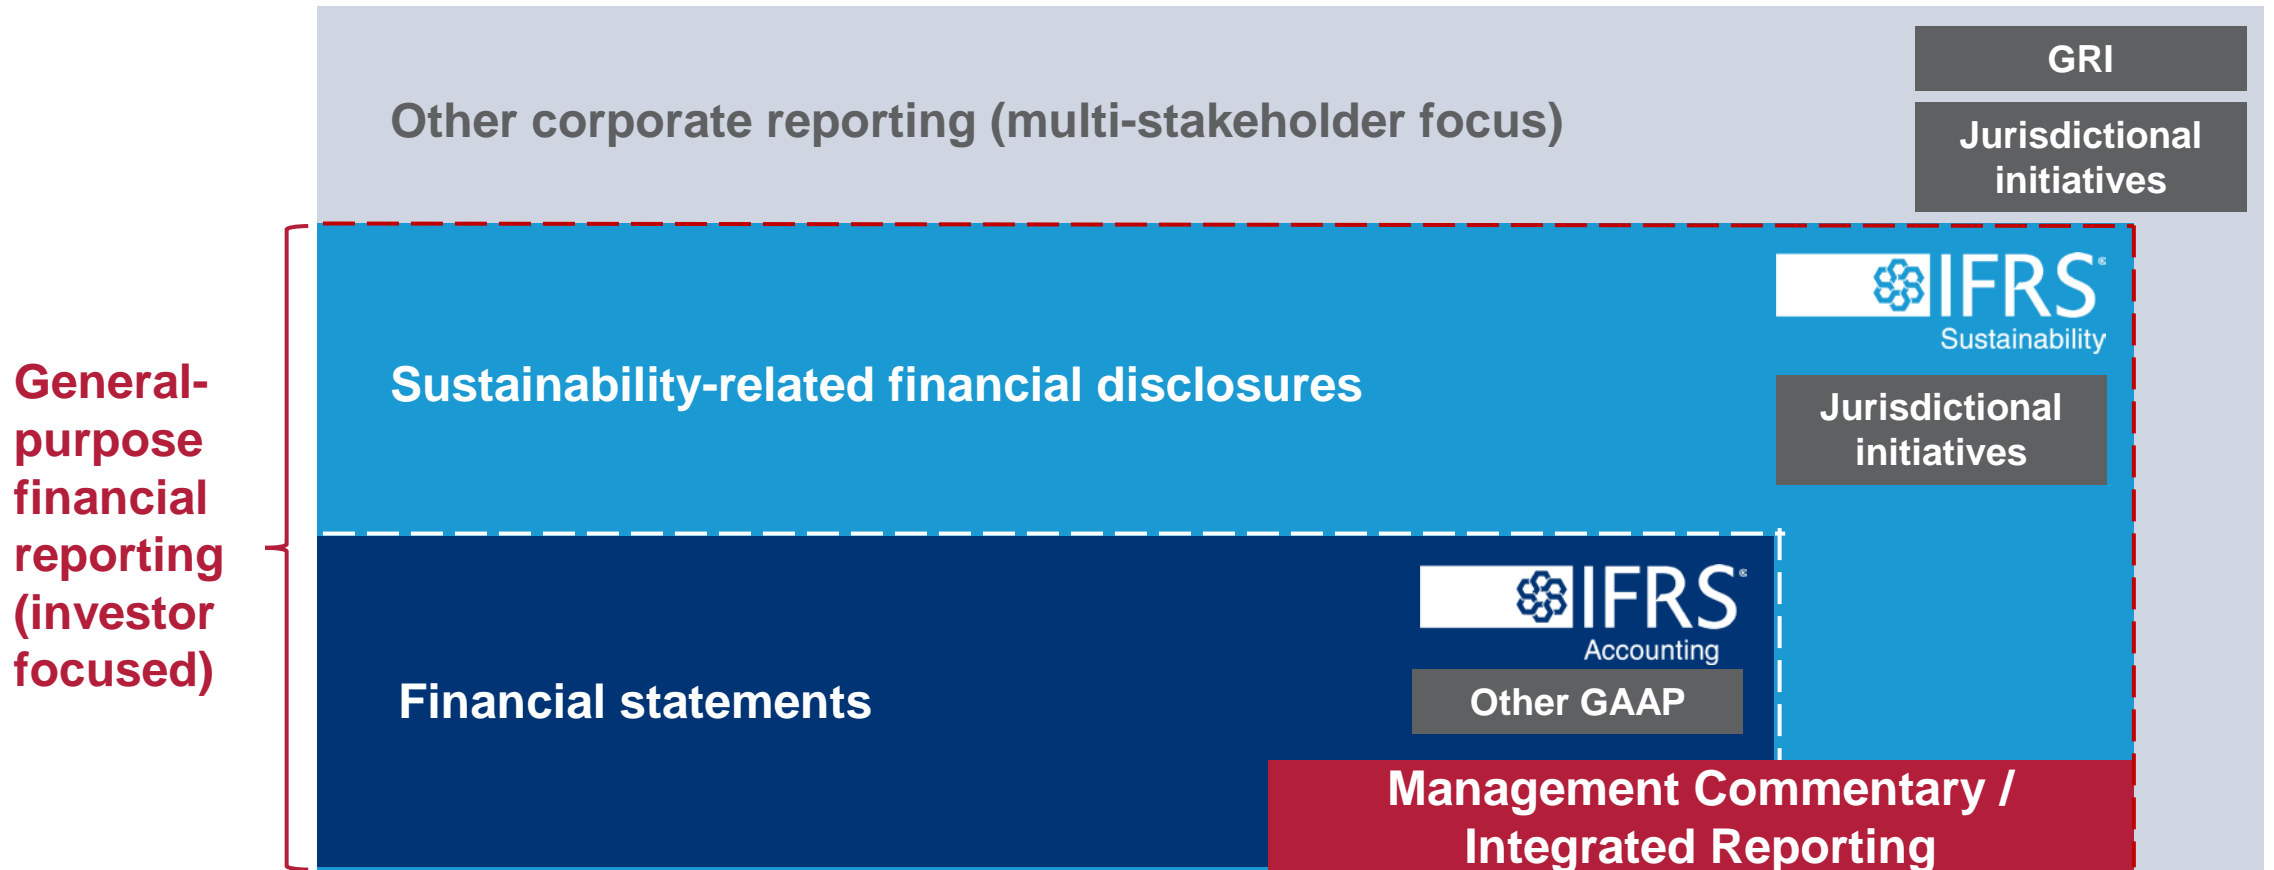 GRI
Other corporate reporting (multi-stakeholder focus)
Jurisdictional
initiatives
IFRS®
Sustainability
General-
purpose
financial
reporting
(investor
focused)
Sustainability-related financial disclosures
Jurisdictional
initiatives
IFRS®
Accounting
Financial statements
Other GAAP
Management Commentary /
Integrated Reporting